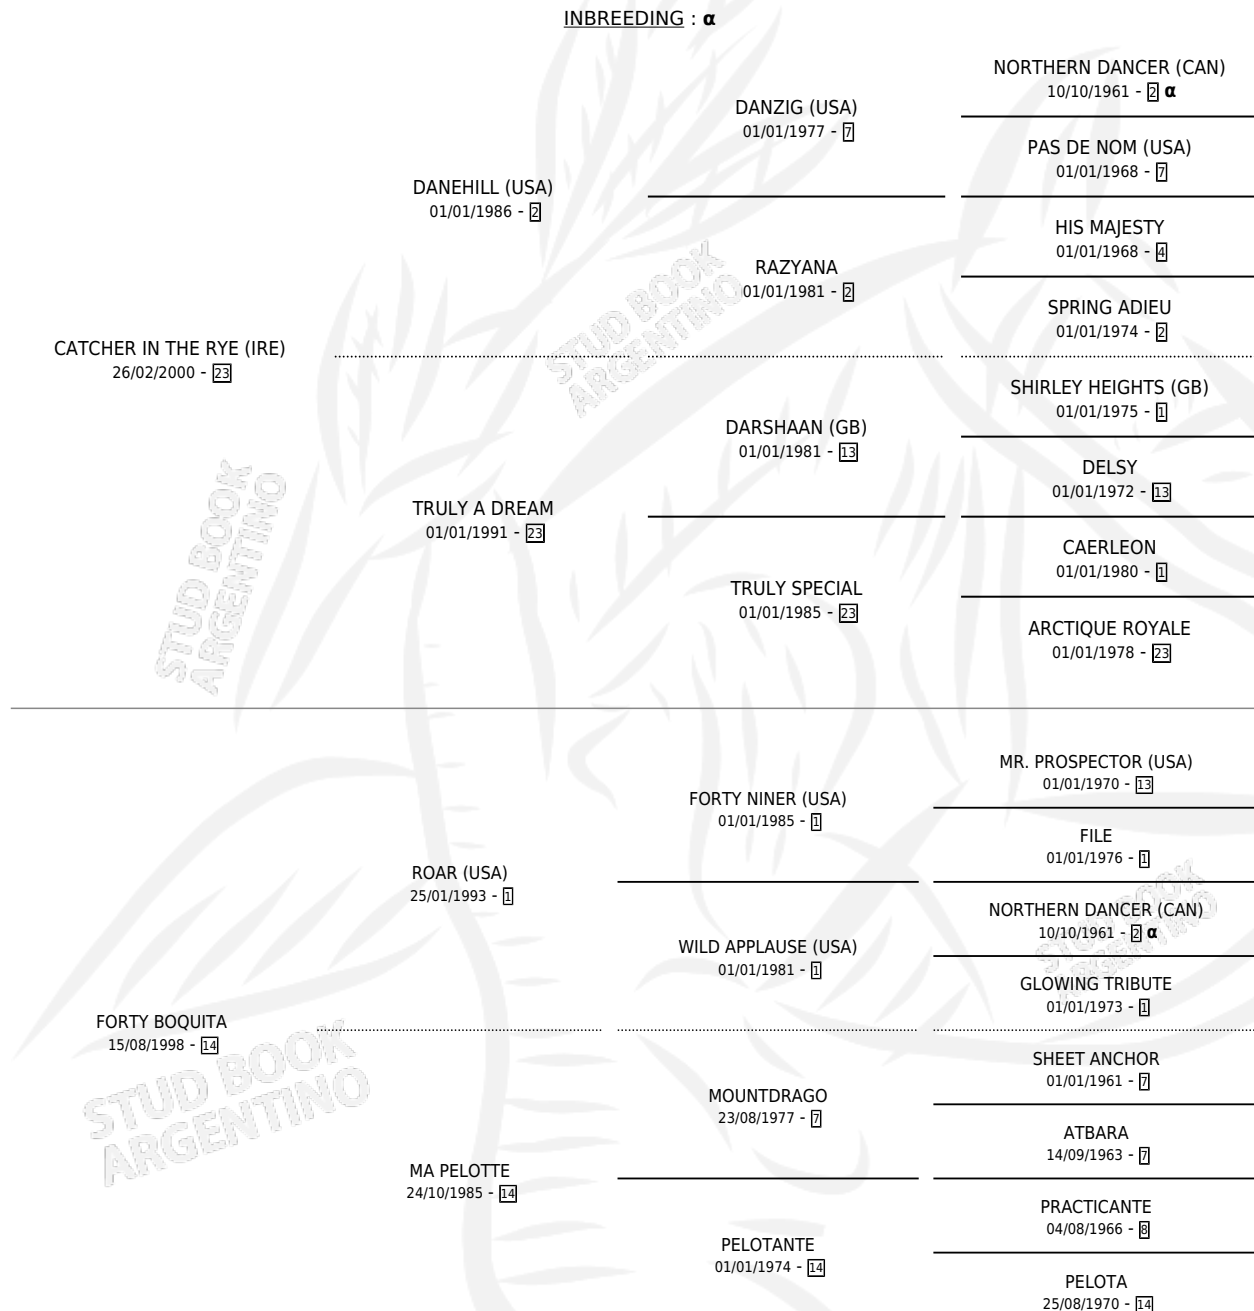 INBREEDING : α
NORTHERN DANCER (CAN)
10/10/1961 - 2 α
DANZIG (USA)
01/01/1977 - 7
PAS DE NOM (USA)
01/01/1968 - 7
DANEHILL (USA)
01/01/1986 - 2
HIS MAJESTY
01/01/1968 - 4
RAZYANA
01/01/1981 - 2
SPRING ADIEU
01/01/1974 - 2
CATCHER IN THE RYE (IRE)
26/02/2000 - 23
SHIRLEY HEIGHTS (GB)
01/01/1975 - 1
DARSHAAN (GB)
01/01/1981 - 13
DELSY
01/01/1972 - 13
TRULY A DREAM
01/01/1991 - 23
CAERLEON
01/01/1980 - 1
TRULY SPECIAL
01/01/1985 - 23
ARCTIQUE ROYALE
01/01/1978 - 23
MR. PROSPECTOR (USA)
01/01/1970 - 13
FORTY NINER (USA)
01/01/1985 - 1
FILE
01/01/1976 - 1
ROAR (USA)
25/01/1993 - 1
NORTHERN DANCER (CAN)
10/10/1961 - 2 α
WILD APPLAUSE (USA)
01/01/1981 - 1
GLOWING TRIBUTE
01/01/1973 - 1
FORTY BOQUITA
15/08/1998 - 14
SHEET ANCHOR
01/01/1961 - 7
MOUNTDRAGO
23/08/1977 - 7
ATBARA
14/09/1963 - 7
MA PELOTTE
24/10/1985 - 14
PRACTICANTE
04/08/1966 - 8
PELOTANTE
01/01/1974 - 14
PELOTA
25/08/1970 - 14
STUD BOOK
ARGENTINO
STUD BOOK
ARGENTINO
STUD BOOK
ARGENTINO
STUD BOOK
ARGENTINO